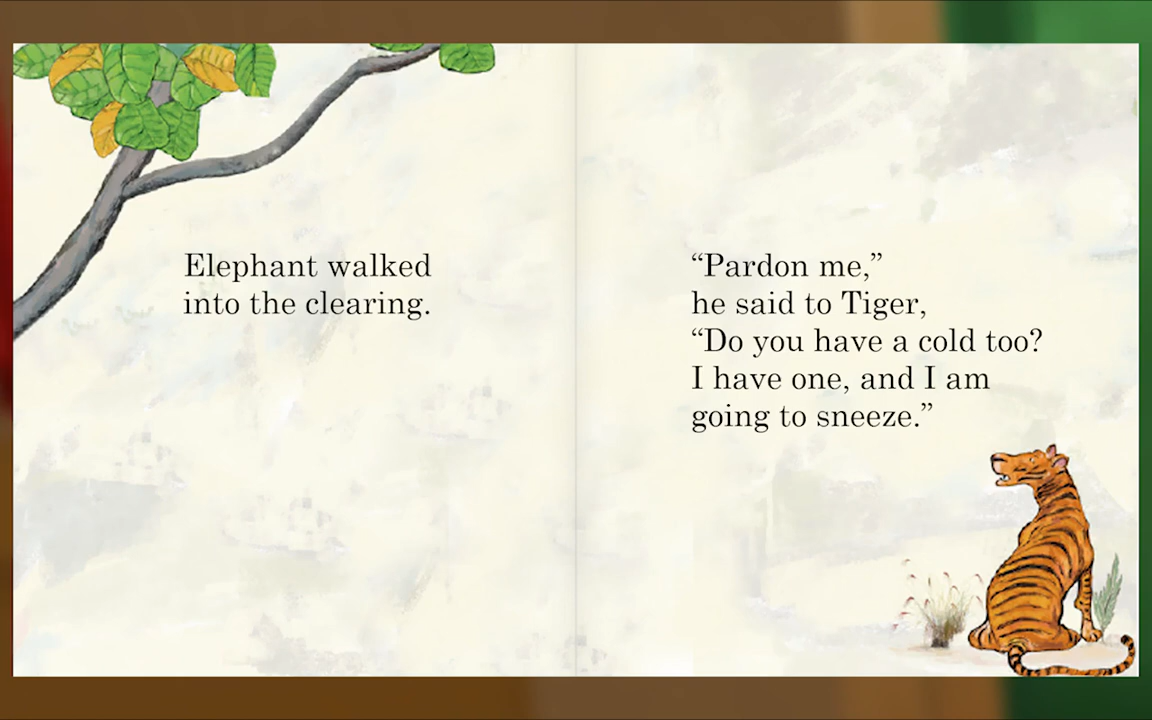 Elephant walked
into the clearing.
“Pardon me,”
he said to Tiger,
“Do you have a cold too?
I have one, and I am
going to sneeze.”